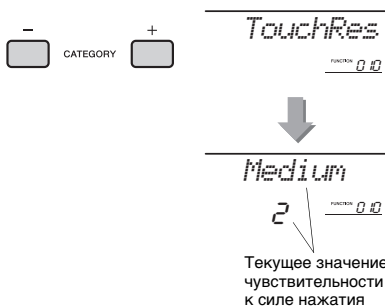 − CATEGORY +
TouchRes
FUNCTION 010
Medium
2 FUNCTION 010
Текущее значение
чувствительности
к силе нажатия